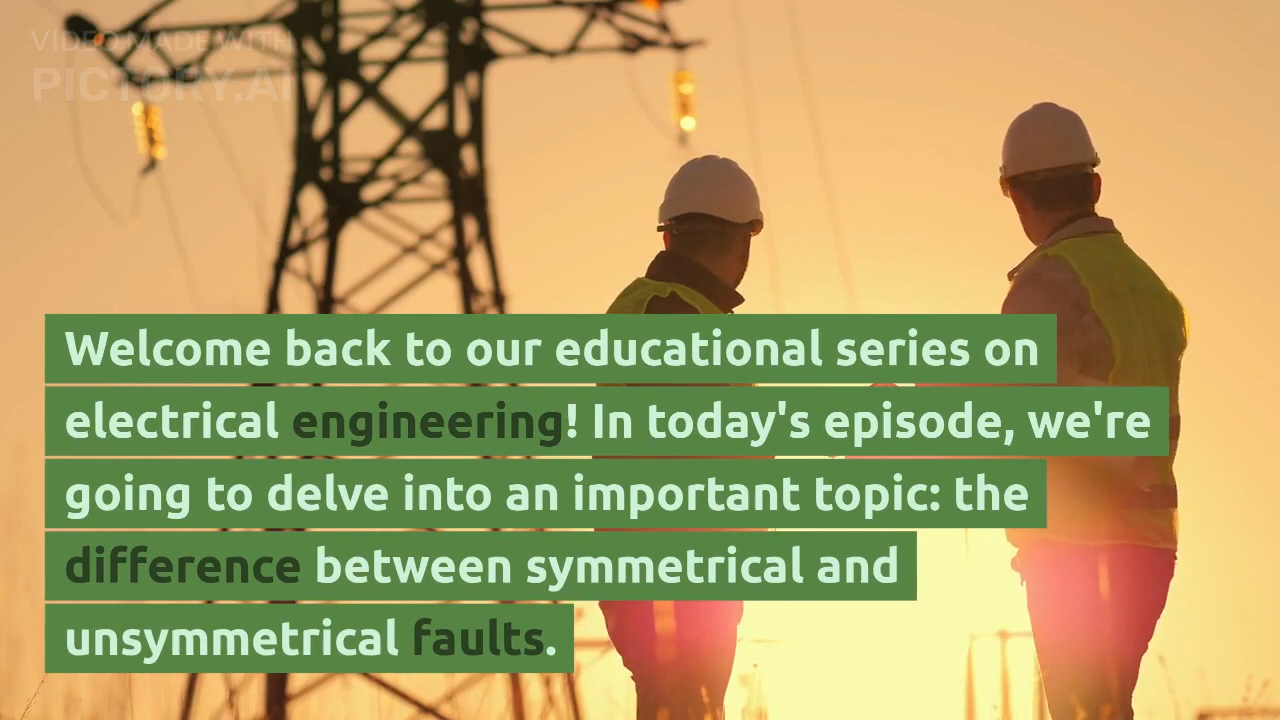 VIDEO MADE WITH
PICTORY.AI
Welcome back to our educational series on
electrical engineering! In today's episode, we're
going to delve into an important topic: the
difference between symmetrical and
unsymmetrical faults.